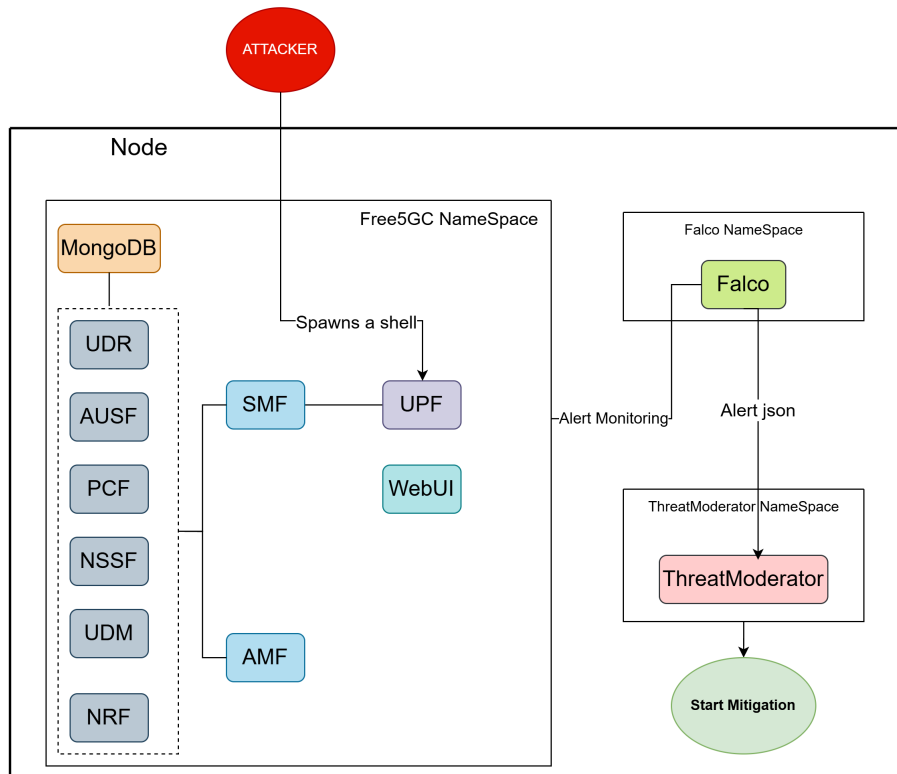 ATTACKER
Node
Free5GC NameSpace
MongoDB
UDR
AUSF
PCF
NSSF
UDM
NRF
SMF
AMF
Spawns a shell
UPF
WebUI
Alert Monitoring
Falco NameSpace
Falco
Alert json
ThreatModerator NameSpace
ThreatModerator
Start Mitigation